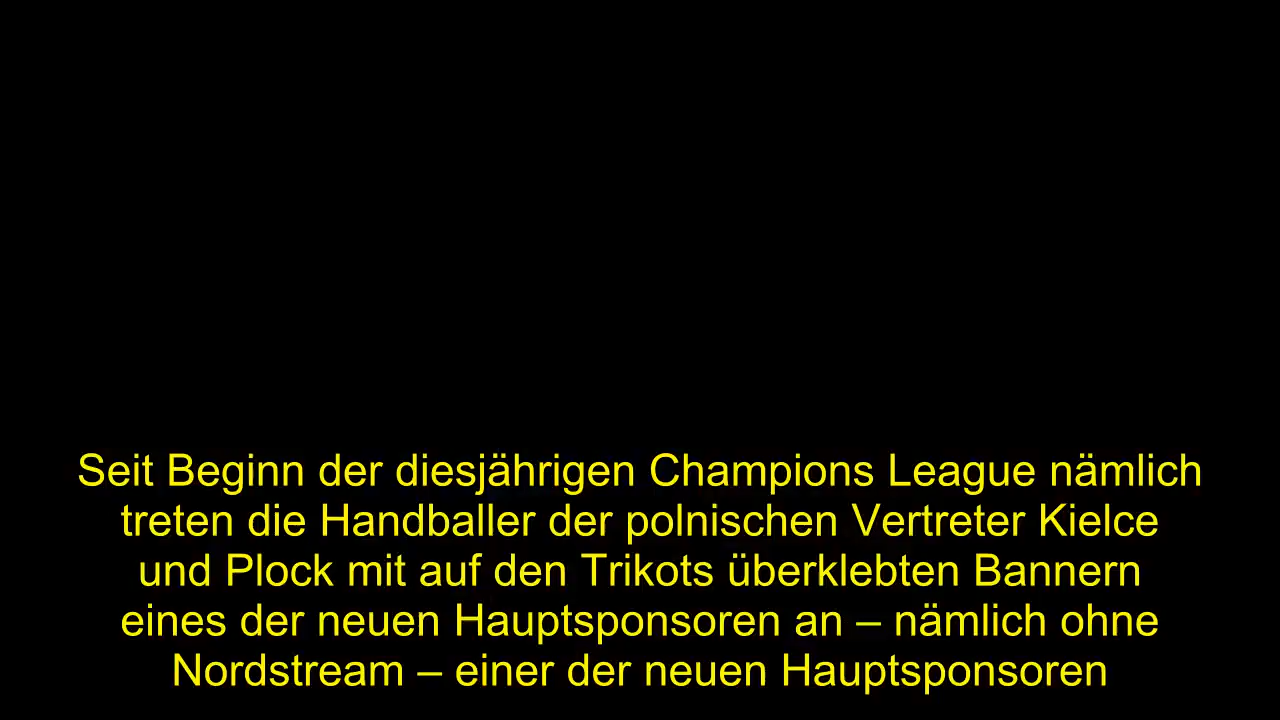 Seit Beginn der diesjährigen Champions League nämlich
treten die Handballer der polnischen Vertreter Kielce
und Plock mit auf den Trikots überklebten Bannern
eines der neuen Hauptsponsoren an – nämlich ohne
Nordstream – einer der neuen Hauptsponsoren